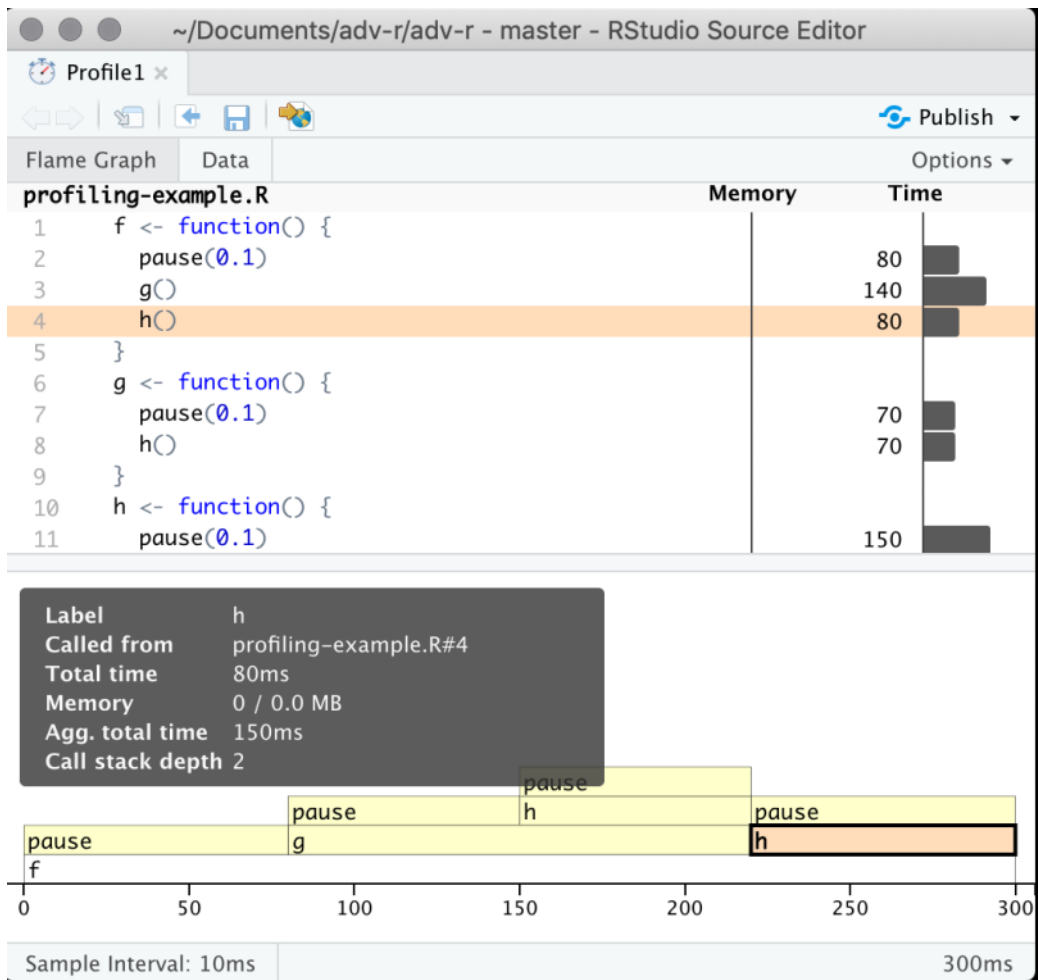 ~/Documents/adv-r/adv-r - master - RStudio Source Editor
Profile1 ×
Publish
Flame Graph Data Options
profiling-example.R Memory Time
1 f <- function() {
2 pause(0.1) 80
3 g() 140
4 h() 80
5 }
6 g <- function() {
7 pause(0.1) 70
8 h() 70
9 }
10 h <- function() {
11 pause(0.1) 150
Label h
Called from profiling-example.R#4
Total time 80ms
Memory 0 / 0.0 MB
Agg. total time 150ms
Call stack depth 2
pause
pause h pause
pause g h
f
0 50 100 150 200 250 300
Sample Interval: 10ms 300ms